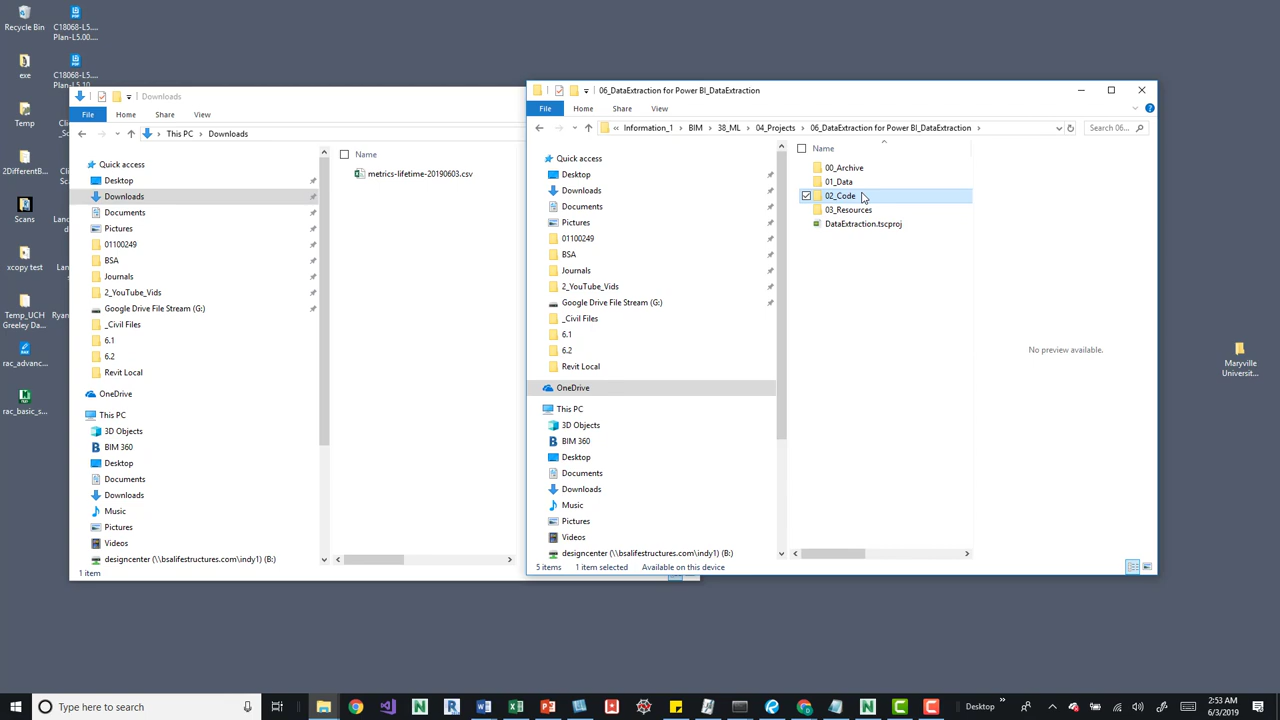 Recycle Bin
C18068-L5....
Plan-L5.00....
exe
C18068-L5....
Plan-L5.10
Temp
2DifferentB...
Scans
xcopy test
Temp_UCH
Greeley Da...
rac_advanc...
rac_basic_s...
Downloads
File
Home
Share
View
This PC
Downloads
Quick access
Desktop
Downloads
Documents
Pictures
01100249
BSA
Journals
2_YouTube_Vids
Google Drive File Stream (G:)
_Civil Files
6.1
6.2
Revit Local
OneDrive
This PC
3D Objects
BIM 360
Desktop
Documents
Downloads
Music
Pictures
Videos
designcenter (\\bsalifestructures.com\indy1) (B:)
Name
metrics-lifetime-20190603.csv
1 item
06_DataExtraction for Power BI_DataExtraction
File
Home
Share
View
« Information_1 > BIM > 38_ML > 04_Projects > 06_DataExtraction for Power BI_DataExtraction >
Search 06...
Quick access
Desktop
Downloads
Documents
Pictures
01100249
BSA
Journals
2_YouTube_Vids
Google Drive File Stream (G:)
_Civil Files
6.1
6.2
Revit Local
OneDrive
This PC
3D Objects
BIM 360
Desktop
Documents
Downloads
Music
Pictures
Videos
designcenter (\\bsalifestructures.com\indy1) (B:)
Name
00_Archive
01_Data
02_Code
03_Resources
DataExtraction.tscproj
No preview available.
5 items
1 item selected
Available on this device
Maryville
Universit...
Type here to search
Desktop
2:53 AM
6/3/2019